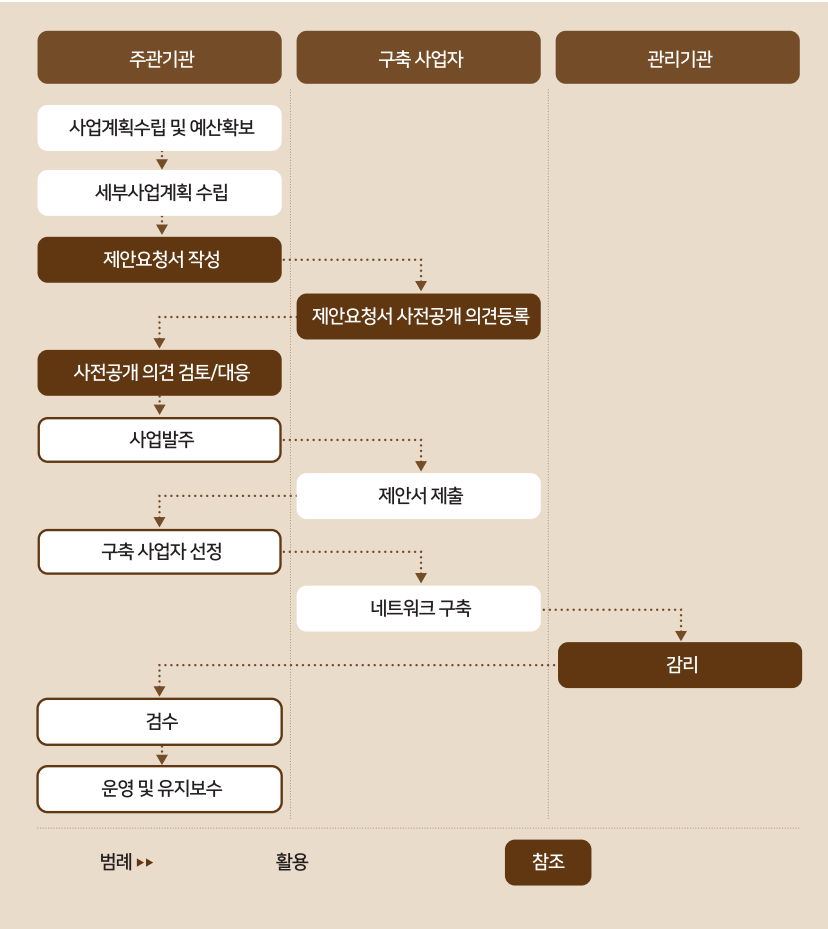 주관기관
구축 사업자
관리기관
사업계획수립 및 예산확보
세부사업계획 수립
제안요청서 작성
제안요청서 사전공개 의견등록
사전공개 의견 검토/대응
사업발주
제안서 제출
구축 사업자 선정
네트워크 구축
감리
검수
운영 및 유지보수
범례
활용
참조